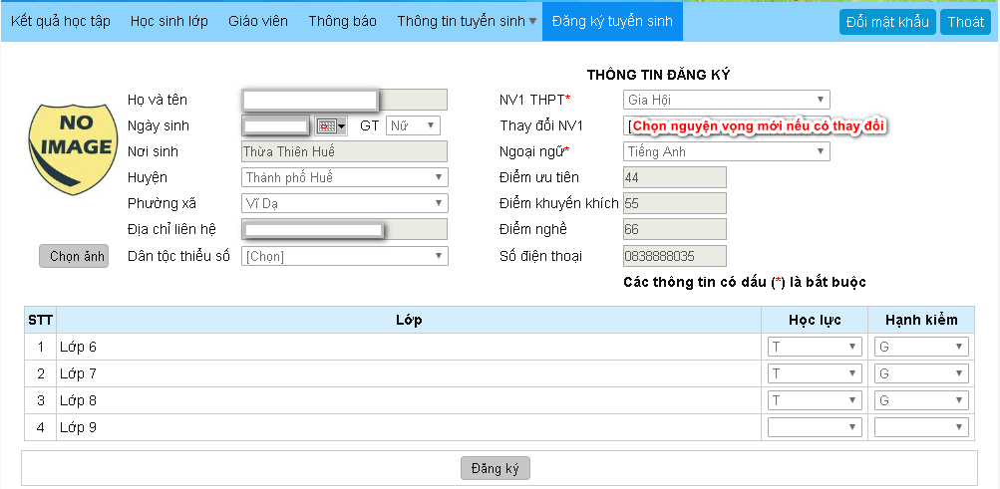 Kết quả học tập Học sinh lớp Giáo viên Thông báo Thông tin tuyển sinh Đăng ký tuyển sinh Đổi mật khẩu Thoát
THÔNG TIN ĐĂNG KÝ
NO IMAGE
Chọn ảnh
Họ và tên
Ngày sinh GT Nữ
Nơi sinh Thừa Thiên Huế
Huyện Thành phố Huế
Phường xã Vĩ Dạ
Địa chỉ liên hệ
Dân tộc thiểu số [Chọn]
NV1 THPT* Gia Hội
Thay đổi NV1 [Chọn nguyện vọng mới nếu có thay đổi
Ngoại ngữ* Tiếng Anh
Điểm ưu tiên 44
Điểm khuyến khích 55
Điểm nghề 66
Số điện thoại 0838888035
Các thông tin có dấu (*) là bắt buộc
STT Lớp Học lực Hạnh kiểm
1 Lớp 6 T G
2 Lớp 7 T G
3 Lớp 8 T G
4 Lớp 9
Đăng ký